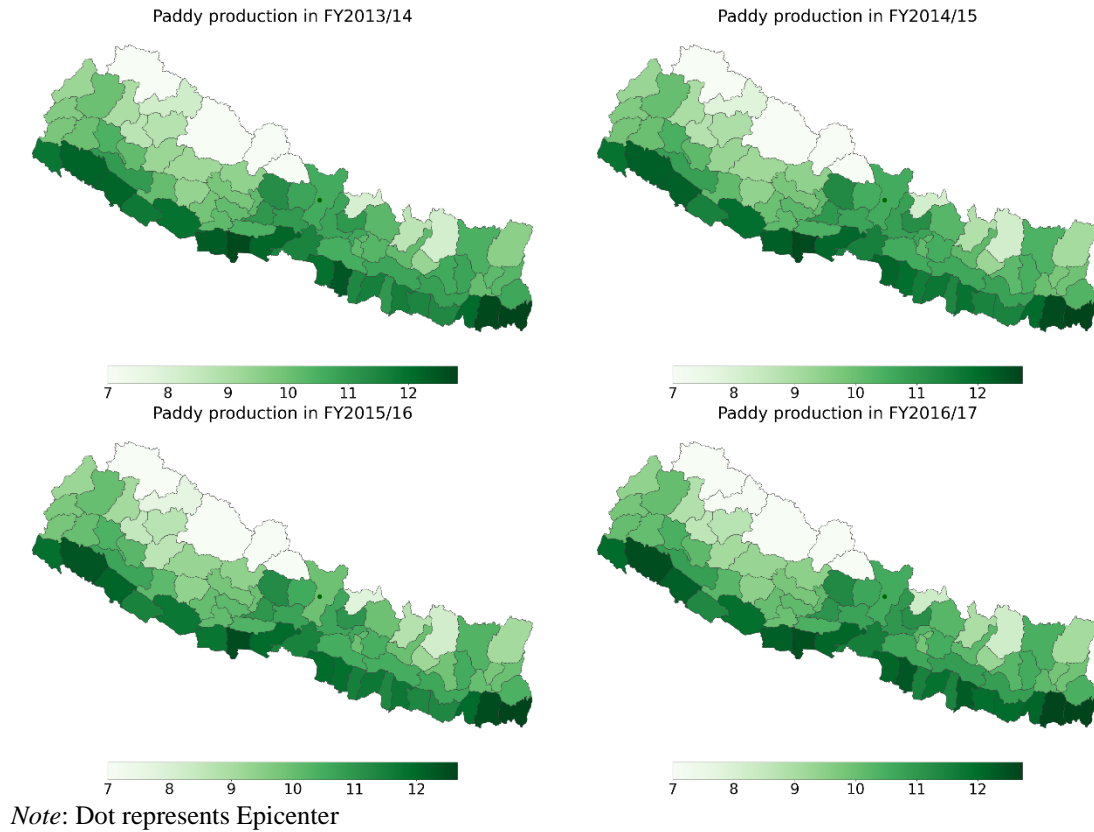 Paddy production in FY2013/14
Paddy production in FY2014/15
7 8 9 10 11 12
7 8 9 10 11 12
Paddy production in FY2015/16
Paddy production in FY2016/17
7 8 9 10 11 12
7 8 9 10 11 12
Note: Dot represents Epicenter